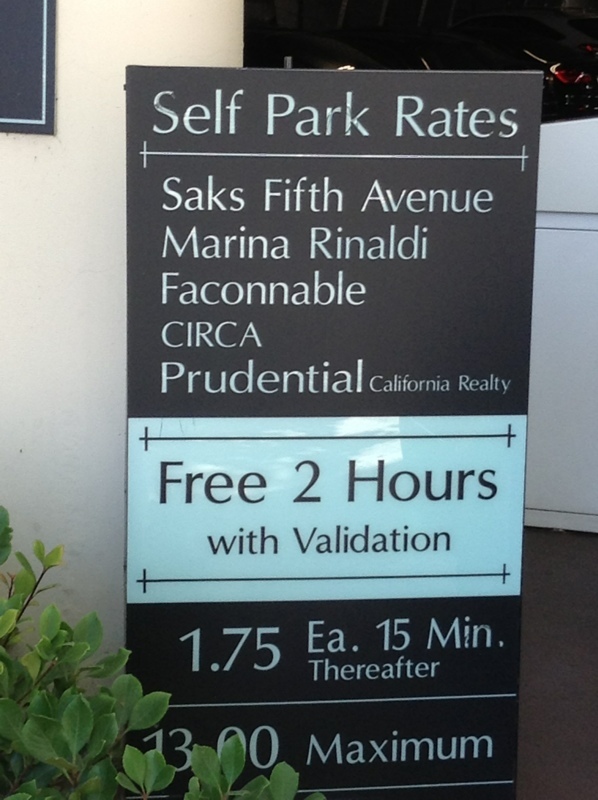 Self Park Rates
Saks Fifth Avenue
Marina Rinaldi
Faconnable
CIRCA
Prudential California Realty
Free 2 Hours
with Validation
1.75 Ea. 15 Min.
Thereafter
13.00 Maximum